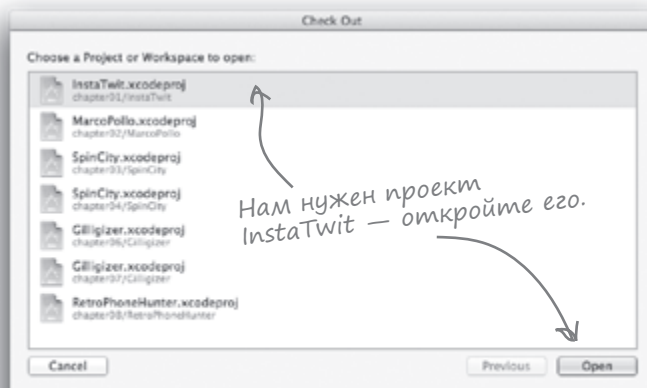 Check Out
Choose a Project or Workspace to open:
InstaTwit.xcodeproj
chapter01/InstaTwit
MarcoPollo.xcodeproj
chapter02/MarcoPollo
SpinCity.xcodeproj
chapter03/SpinCity
SpinCity.xcodeproj
chapter04/SpinCity
Gilligizer.xcodeproj
chapter06/Gilligizer
Gilligizer.xcodeproj
chapter07/Gilligizer
RetroPhoneHunter.xcodeproj
chapter08/RetroPhoneHunter
Нам нужен проект
InstaTwit — откройте его.
Cancel
Previous
Open